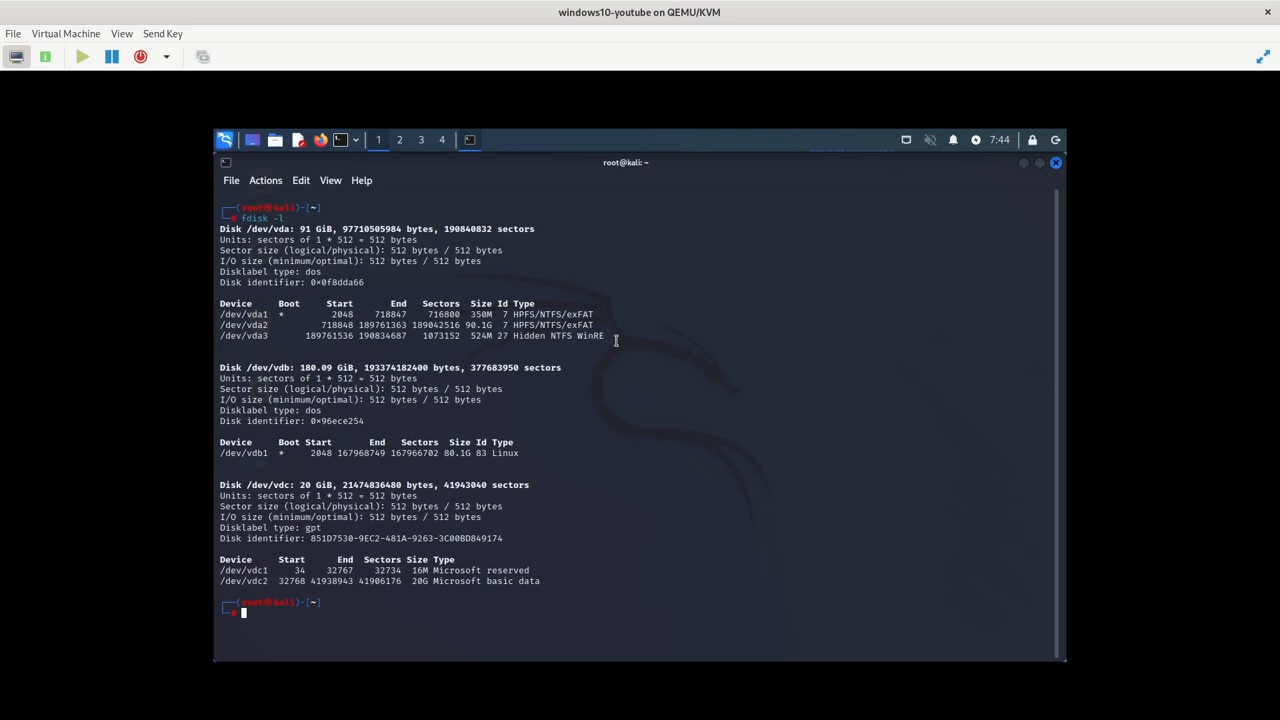 windows10-youtube on QEMU/KVM
File Virtual Machine View Send Key
1 2 3 4 7:44
root@kali: ~
File Actions Edit View Help
┌──(root㉿kali)-[~]
└─# fdisk -l
Disk /dev/vda: 91 GiB, 97710505984 bytes, 190840832 sectors
Units: sectors of 1 * 512 = 512 bytes
Sector size (logical/physical): 512 bytes / 512 bytes
I/O size (minimum/optimal): 512 bytes / 512 bytes
Disklabel type: dos
Disk identifier: 0×0f8dda66
Device Boot Start End Sectors Size Id Type
/dev/vda1 * 2048 718847 716800 350M 7 HPFS/NTFS/exFAT
/dev/vda2 718848 189761363 189042516 90.1G 7 HPFS/NTFS/exFAT
/dev/vda3 189761536 190834687 1073152 524M 27 Hidden NTFS WinRE
Disk /dev/vdb: 180.09 GiB, 193374182400 bytes, 377683950 sectors
Units: sectors of 1 * 512 = 512 bytes
Sector size (logical/physical): 512 bytes / 512 bytes
I/O size (minimum/optimal): 512 bytes / 512 bytes
Disklabel type: dos
Disk identifier: 0×96ece254
Device Boot Start End Sectors Size Id Type
/dev/vdb1 * 2048 167968749 167966702 80.1G 83 Linux
Disk /dev/vdc: 20 GiB, 21474836480 bytes, 41943040 sectors
Units: sectors of 1 * 512 = 512 bytes
Sector size (logical/physical): 512 bytes / 512 bytes
I/O size (minimum/optimal): 512 bytes / 512 bytes
Disklabel type: gpt
Disk identifier: 851D7530-9EC2-481A-9263-3C00BD849174
Device Start End Sectors Size Type
/dev/vdc1 34 32767 32734 16M Microsoft reserved
/dev/vdc2 32768 41938943 41906176 20G Microsoft basic data
┌──(root㉿kali)-[~]
└─#